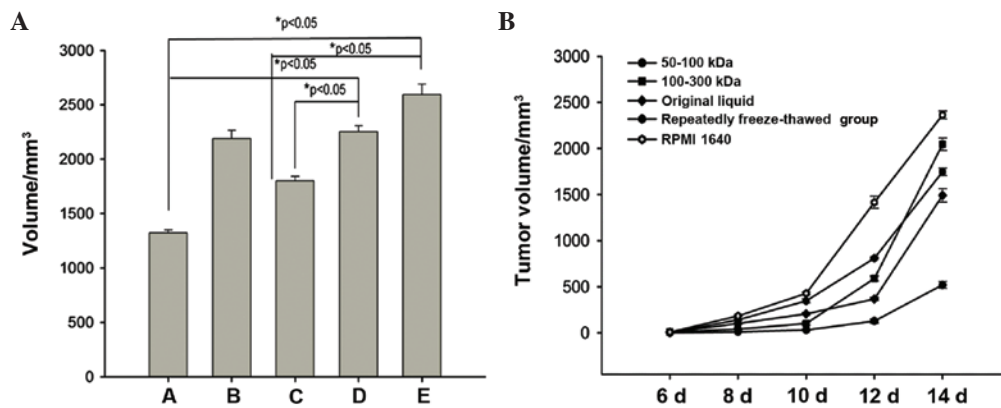 A
*p<0.05
*p<0.05
*p<0.05
*p<0.05
3000
2500
2000
1500
1000
500
0
Volume/mm³
A B C D E
B
50-100 kDa
100-300 kDa
Original liquid
Repeatedly freeze-thawed group
RPMI 1640
3000
2500
2000
1500
1000
500
0
Tumor volume/mm³
6 d 8 d 10 d 12 d 14 d